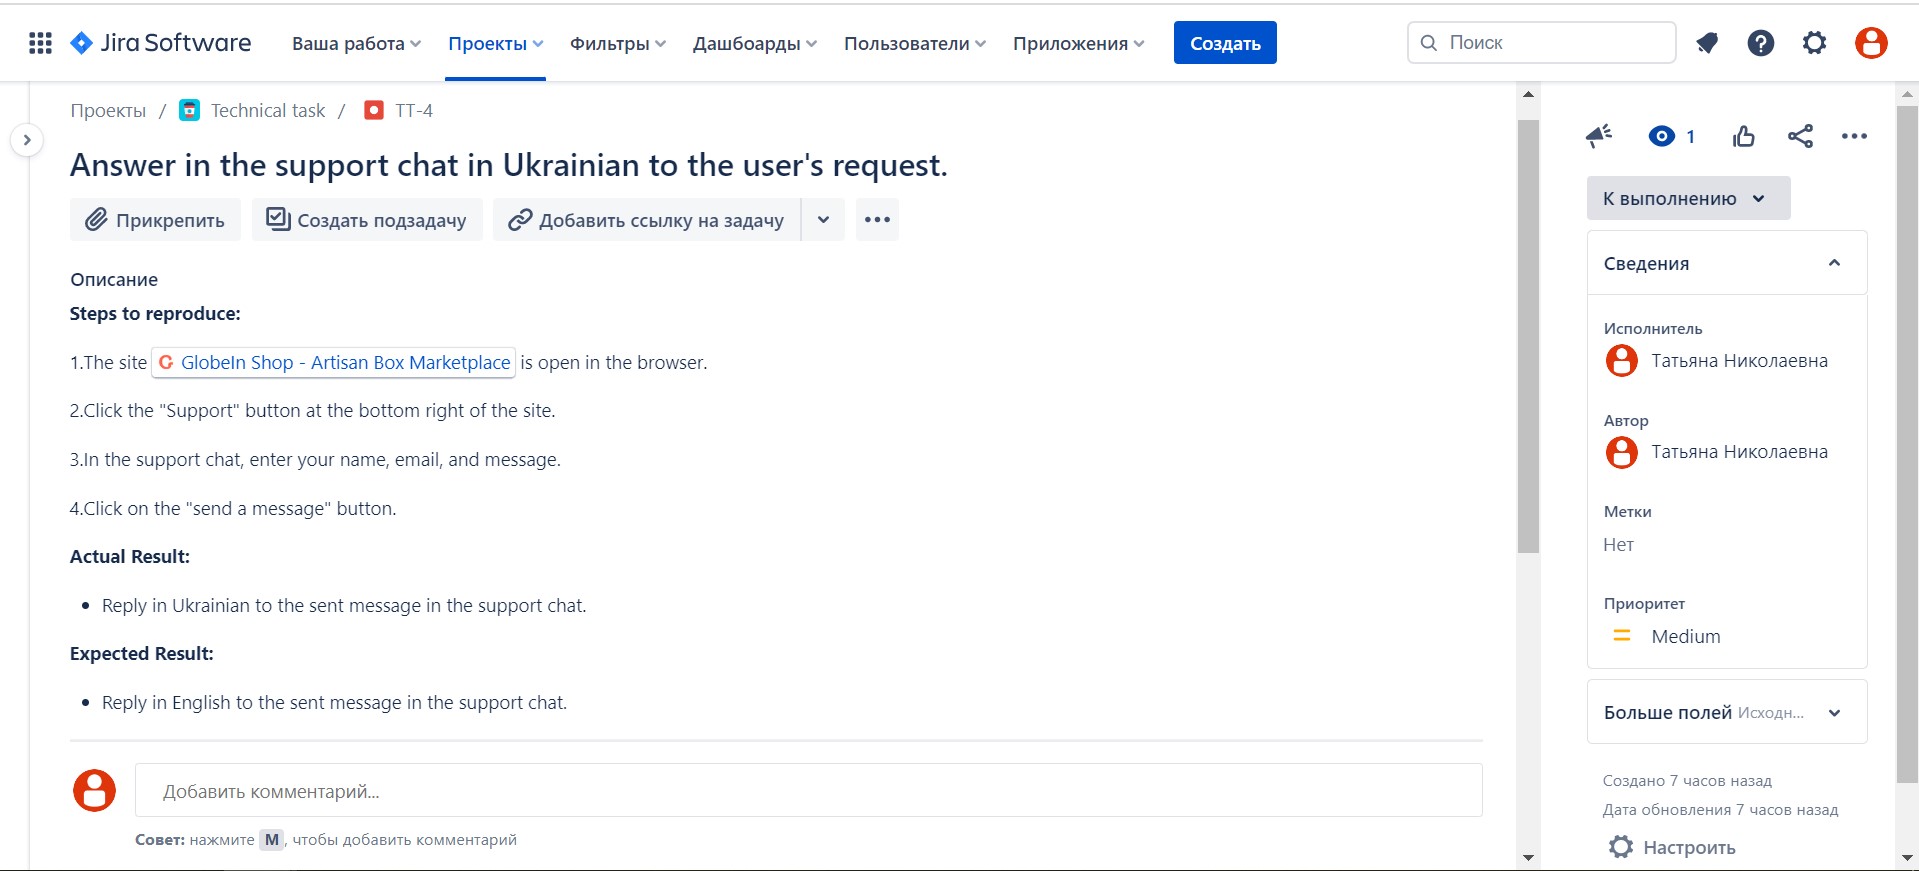 Jira Software Ваша работа Проекты Фильтры Дашборды Пользователи Приложения Создать Поиск
Проекты / Technical task / TT-4
1
Answer in the support chat in Ukrainian to the user's request.
Прикрепить Создать подзадачу Добавить ссылку на задачу
Описание
Steps to reproduce:
1.The site GlobeIn Shop - Artisan Box Marketplace is open in the browser.
2.Click the "Support" button at the bottom right of the site.
3.In the support chat, enter your name, email, and message.
4.Click on the "send a message" button.
Actual Result:
• Reply in Ukrainian to the sent message in the support chat.
Expected Result:
• Reply in English to the sent message in the support chat.
Добавить комментарий...
Совет: нажмите M, чтобы добавить комментарий
К выполнению
Сведения
Исполнитель
Татьяна Николаевна
Автор
Татьяна Николаевна
Метки
Нет
Приоритет
Medium
Больше полей Исходн...
Создано 7 часов назад
Дата обновления 7 часов назад
Настроить